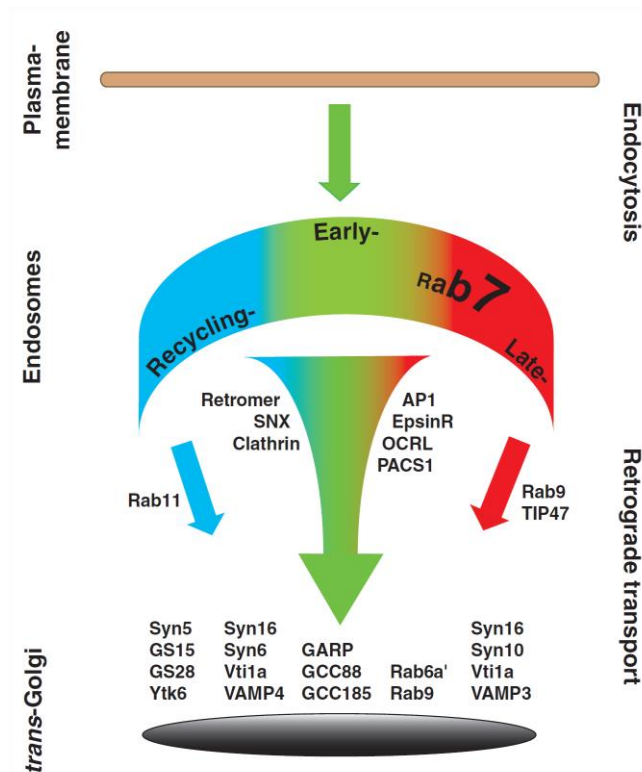 Plasma-
membrane
Endocytosis
Early-
Rab7
Recycling-
Late-
Endosomes
Retromer
SNX
Clathrin
AP1
EpsinR
OCRL
PACS1
Rab11
Rab9
TIP47
Retrograde transport
Syn5
GS15
GS28
Ytk6
Syn16
Syn6
Vti1a
VAMP4
GARP
GCC88
GCC185
Rab6a'
Rab9
Syn16
Syn10
Vti1a
VAMP3
trans-Golgi